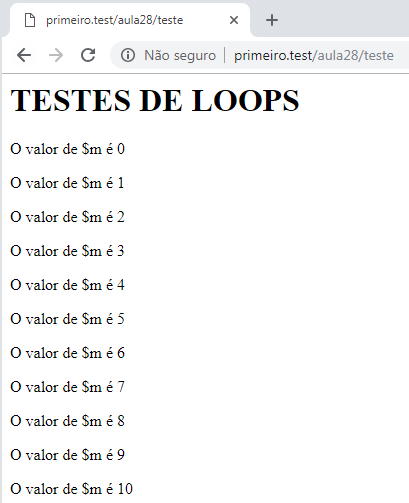 primeiro.test/aula28/teste
Não seguro | primeiro.test/aula28/teste
TESTES DE LOOPS
O valor de $m é 0
O valor de $m é 1
O valor de $m é 2
O valor de $m é 3
O valor de $m é 4
O valor de $m é 5
O valor de $m é 6
O valor de $m é 7
O valor de $m é 8
O valor de $m é 9
O valor de $m é 10